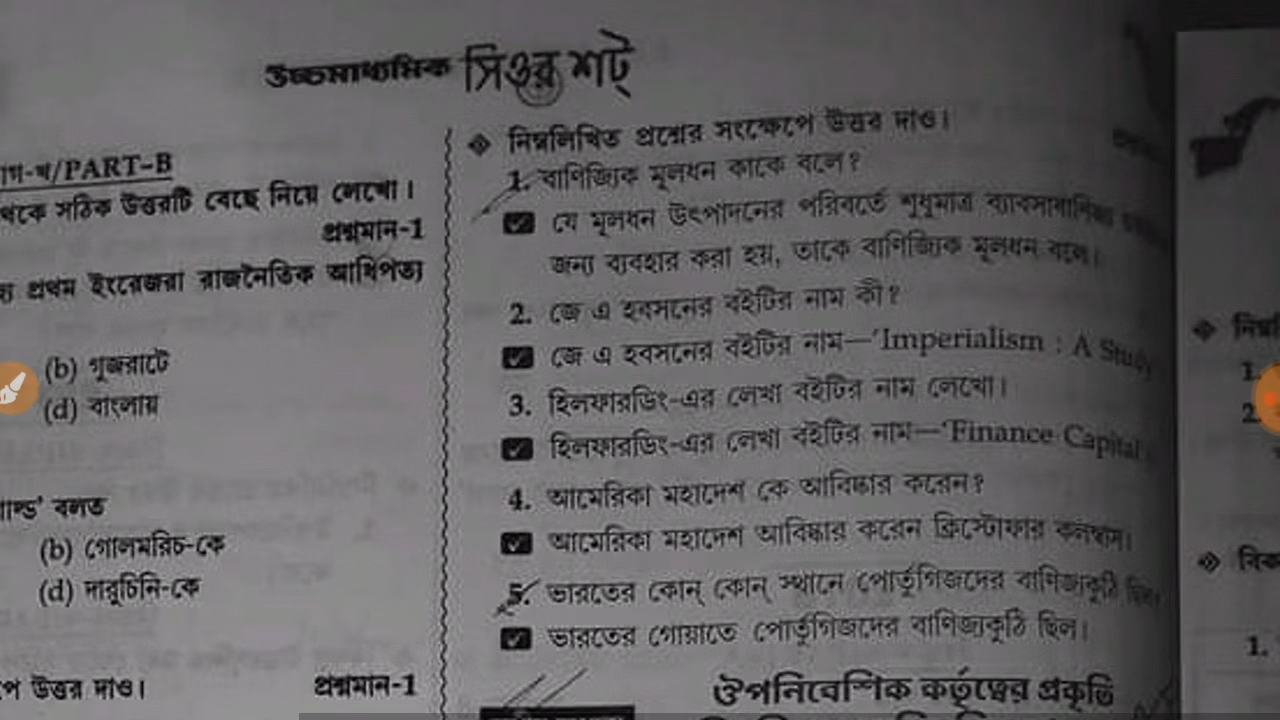 উচ্চমাধ্যমিক সিওর শট্
গ-খ/PART-B
থেকে সঠিক উত্তরটি বেছে নিয়ে লেখো।
প্রশ্নমান-1
প্রথম ইংরেজরা রাজনৈতিক আধিপত্য
(b) গুজরাটে
(d) বাংলায়
বলত
(b) গোলমরিচ-কে
(d) দারুচিনি-কে
উত্তর দাও।
প্রশ্নমান-1
❖ নিম্নলিখিত প্রশ্নের সংক্ষেপে উত্তর দাও।
1. বাণিজ্যিক মূলধন কাকে বলে?
যে মূলধন উৎপাদনের পরিবর্তে শুধুমাত্র
জন্য ব্যবহার করা হয়, তাকে বাণিজ্যিক মূলধন বলে।
2. জে এ হবসনের বইটির নাম কী?
জে এ হবসনের বইটির নাম—'Imperialism : A Study
3. হিলফারডিং-এর লেখা বইটির নাম লেখো।
হিলফারডিং-এর লেখা বইটির নাম—'Finance Capital'
4. আমেরিকা মহাদেশ কে আবিষ্কার করেন?
আমেরিকা মহাদেশ আবিষ্কার করেন ক্রিস্টোফার কলম্বাস।
5. ভারতের কোন্ কোন্ স্থানে পোর্তুগিজদের বাণিজ্যকুঠি ছিল।
ভারতের গোয়াতে পোর্তুগিজদের বাণিজ্যকুঠি ছিল।
ঔপনিবেশিক কর্তৃত্বের প্রকৃতি
1.
2.
1.